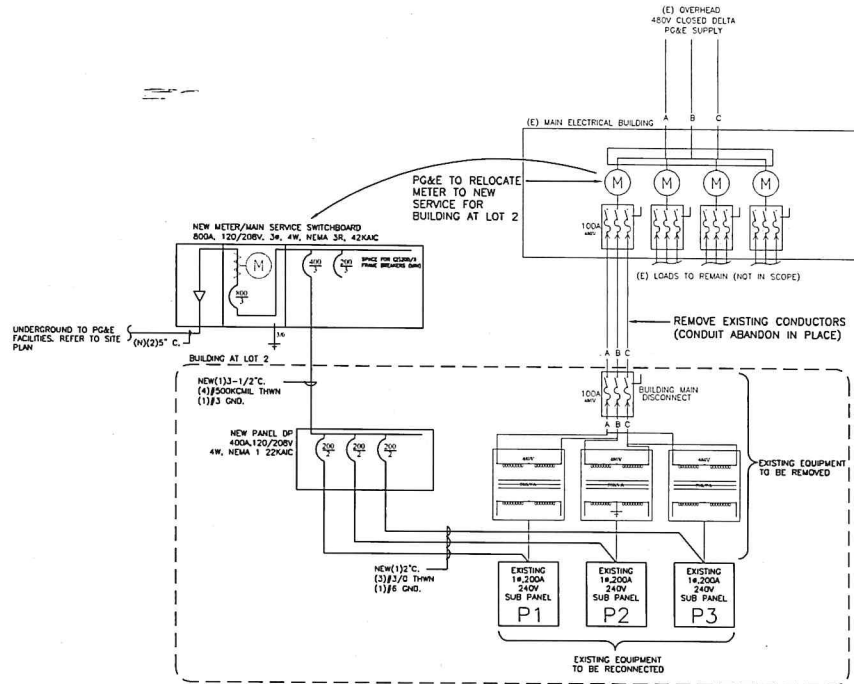 (E) OVERHEAD
480V CLOSED DELTA
PG&E SUPPLY
A B C
(E) MAIN ELECTRICAL BUILDING
M M M M
PG&E TO RELOCATE
METER TO NEW
SERVICE FOR
BUILDING AT LOT 2
100A
480V
(E) LOADS TO REMAIN (NOT IN SCOPE)
NEW METER/MAIN SERVICE SWITCHBOARD
800A, 120/208V, 3ø, 4W, NEMA 3R, 42KAIC
M
800
3
400
3
200
3
SPACE FOR
FRAME BREAKERS
3/0
UNDERGROUND TO PG&E
FACILITIES. REFER TO SITE
PLAN
(N)(2)5" C.
REMOVE EXISTING CONDUCTORS
(CONDUIT ABANDON IN PLACE)
BUILDING AT LOT 2
A B C
100A
480V
BUILDING MAIN
DISCONNECT
A B C
NEW(1)3-1/2"C.
(4)#500KCMIL THWN
(1)#3 GND.
NEW PANEL DP
400A,120/208V
4W, NEMA 1 22KAIC
200
2
200
2
200
2
480V
480V
480V
EXISTING EQUIPMENT
TO BE REMOVED
NEW(1)2"C.
(3)#3/0 THWN
(1)#6 GND.
EXISTING
1ø,200A
240V
SUB PANEL
P1
EXISTING
1ø,200A
240V
SUB PANEL
P2
EXISTING
1ø,200A
240V
SUB PANEL
P3
EXISTING EQUIPMENT
TO BE RECONNECTED